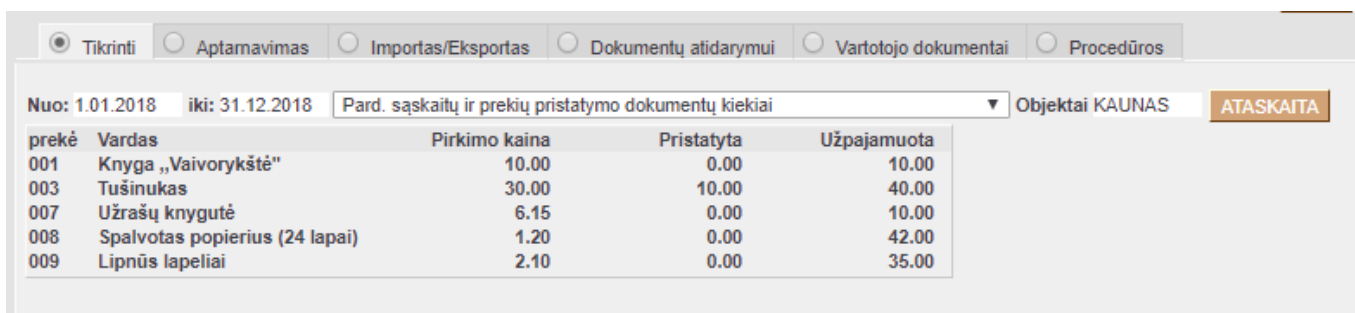 Tikrinti Aptarnavimas Importas/Eksportas Dokumentų atidarymui Vartotojo dokumentai Procedūros
Nuo: 1.01.2018 iki: 31.12.2018 Pard. sąskaitų ir prekių pristatymo dokumentų kiekiai ▼ Objektai KAUNAS ATASKAITA
prekė Vardas Pirkimo kaina Pristatyta Užpajamuota
001 Knyga ,,Vaivorykštė" 10.00 0.00 10.00
003 Tušinukas 30.00 10.00 40.00
007 Užrašų knygutė 6.15 0.00 10.00
008 Spalvotas popierius (24 lapai) 1.20 0.00 42.00
009 Lipnūs lapeliai 2.10 0.00 35.00